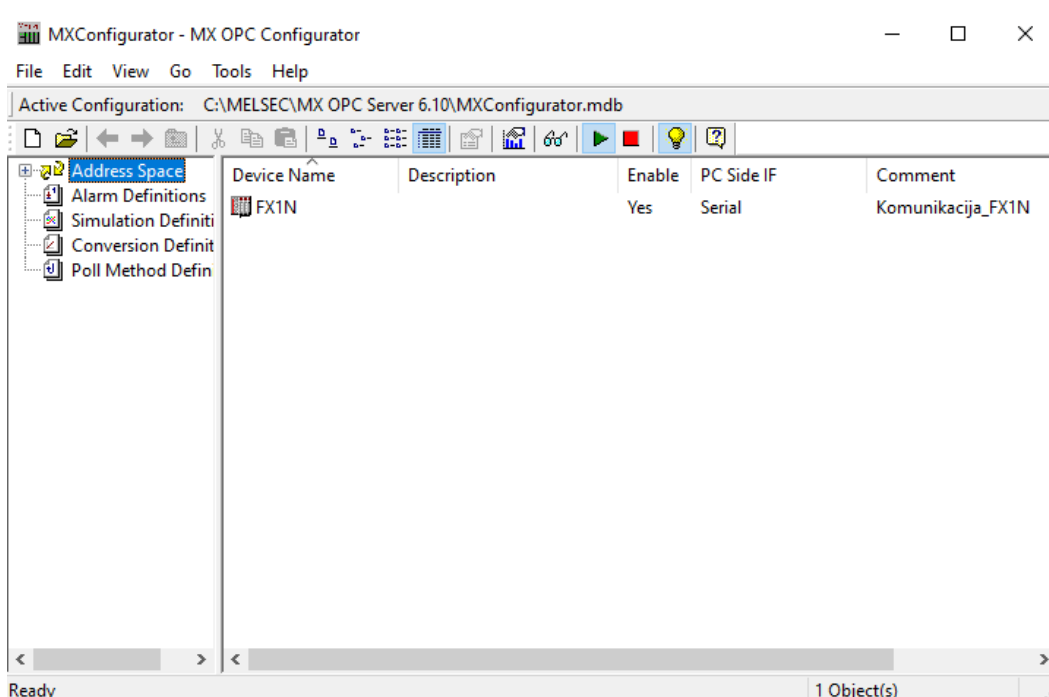 MXConfigurator - MX OPC Configurator
File Edit View Go Tools Help
Active Configuration: C:\MELSEC\MX OPC Server 6.10\MXConfigurator.mdb
Address Space
Alarm Definitions
Simulation Definiti
Conversion Definit
Poll Method Defin
Device Name Description Enable PC Side IF Comment
FX1N Yes Serial Komunikacija_FX1N
Ready 1 Object(s)